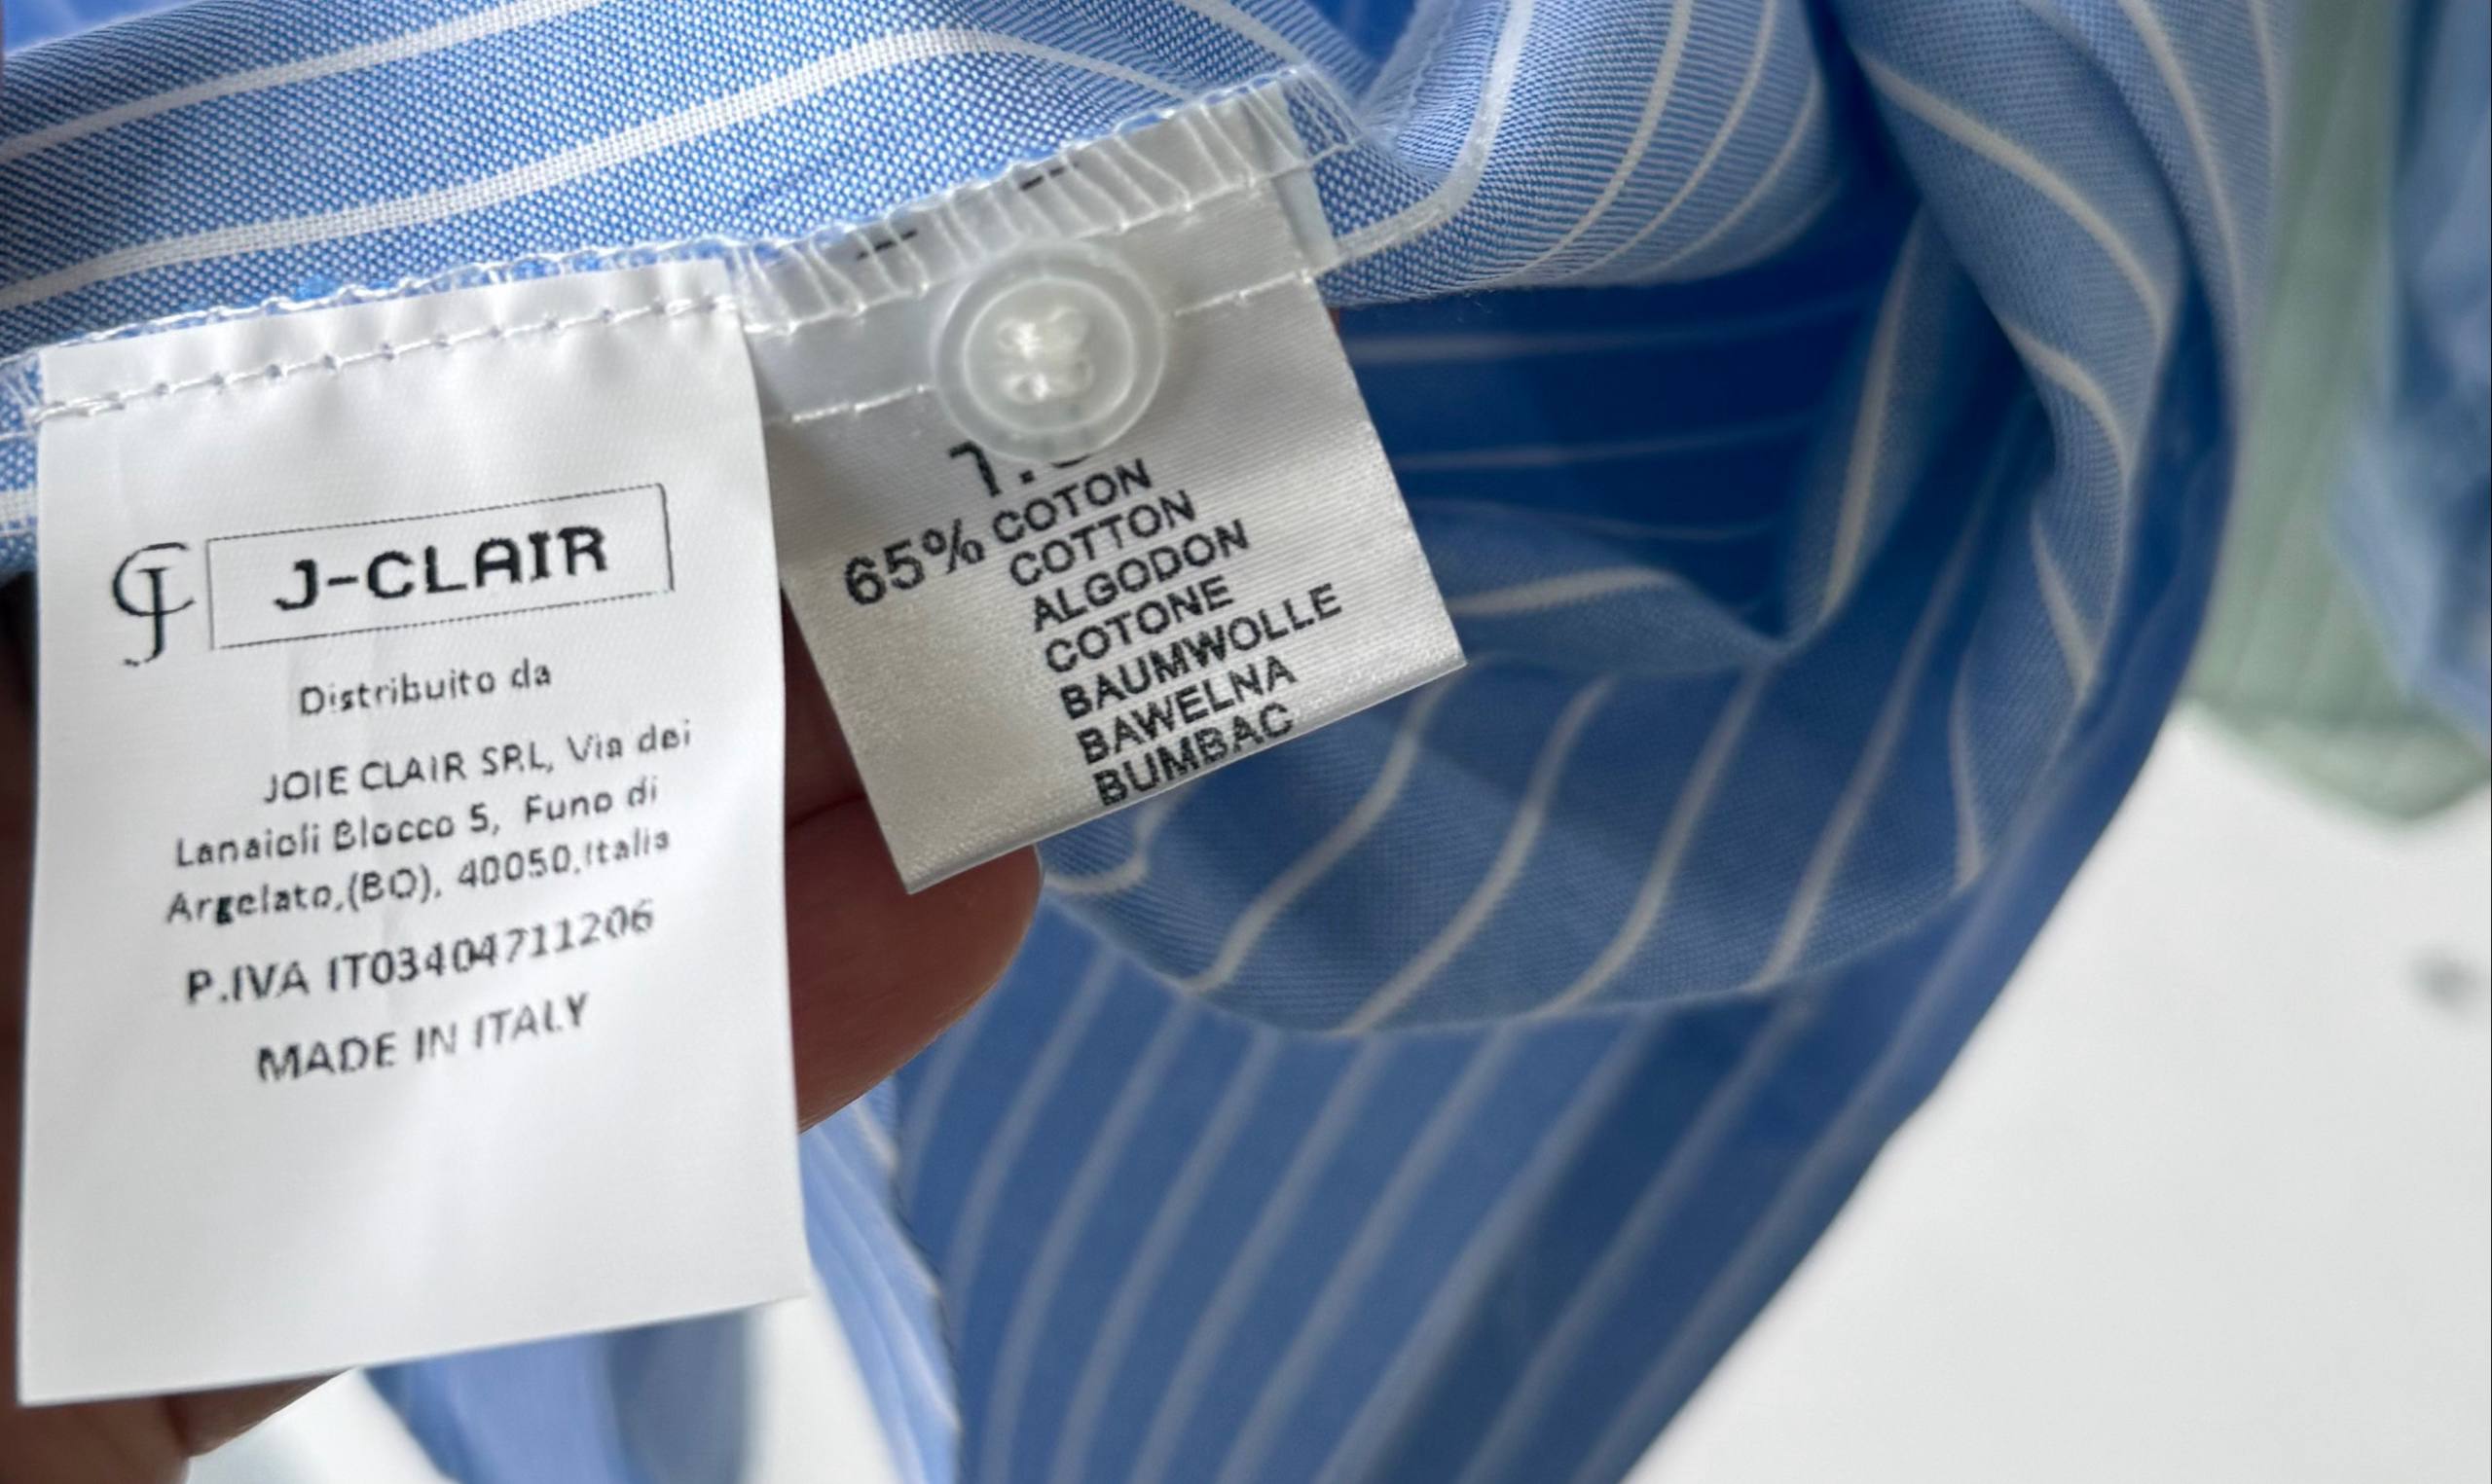 J-CLAIR
Distribuito da
JOIE CLAIR SRL, Via dei
Lanaioli Blocco 5, Funo di
Argelato,(BO), 40050,Italia
P.IVA IT03404711206
MADE IN ITALY
65% COTON
COTTON
ALGODON
COTONE
BAUMWOLLE
BAWELNA
BUMBAC